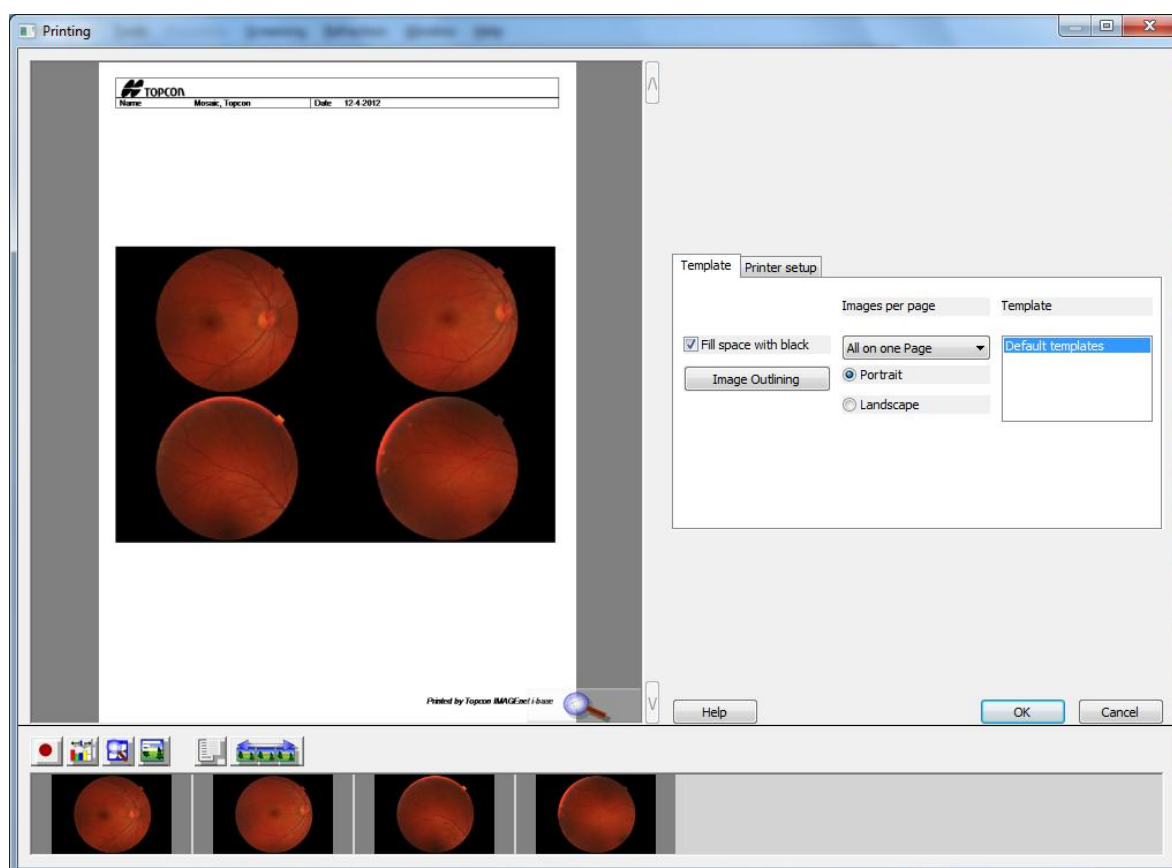 Printing
TOPCON
Name Mosaic, Topcon Date 12-4-2012
Template Printer setup
Images per page Template
Fill space with black All on one Page Default templates
Image Outlining Portrait
Landscape
Printed by Topcon IMAGEnet i-base
Help OK Cancel